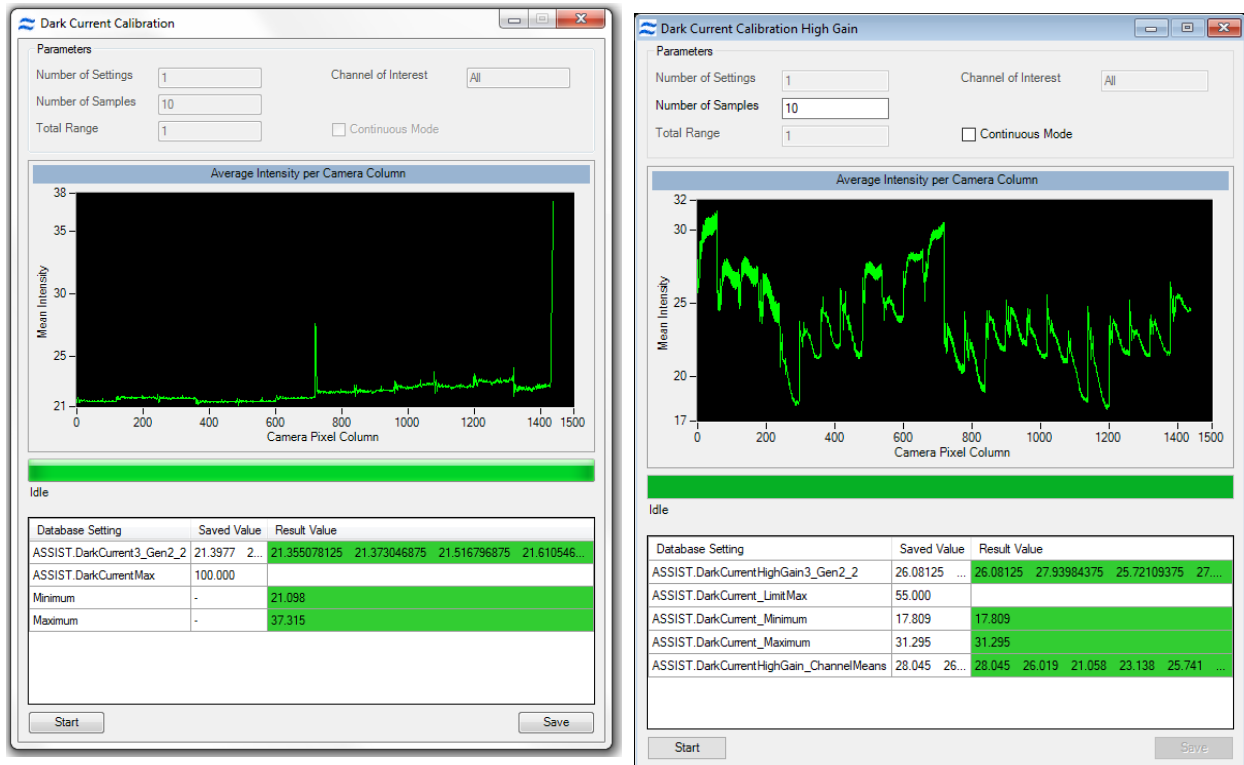 Dark Current Calibration
Parameters
Number of Settings 1 Channel of Interest All
Number of Samples 10
Total Range 1 Continuous Mode
Average Intensity per Camera Column
38
35
30
25
21
Mean Intensity
0 200 400 600 800 1000 1200 1400 1500
Camera Pixel Column
Idle
Database Setting Saved Value Result Value
ASSIST.DarkCurrent3_Gen2_2 21.3977 2... 21.355078125 21.373046875 21.516796875 21.610546...
ASSIST.DarkCurrentMax 100.000
Minimum - 21.098
Maximum - 37.315
Start Save
Dark Current Calibration High Gain
Parameters
Number of Settings 1 Channel of Interest All
Number of Samples 10
Total Range 1 Continuous Mode
Average Intensity per Camera Column
32
30
25
20
17
Mean Intensity
0 200 400 600 800 1000 1200 1400 1500
Camera Pixel Column
Idle
Database Setting Saved Value Result Value
ASSIST.DarkCurrentHighGain3_Gen2_2 26.08125 ... 26.08125 27.93984375 25.72109375 27....
ASSIST.DarkCurrent_LimitMax 55.000
ASSIST.DarkCurrent_Minimum 17.809 17.809
ASSIST.DarkCurrent_Maximum 31.295 31.295
ASSIST.DarkCurrentHighGain_ChannelMeans 28.045 26... 28.045 26.019 21.058 23.138 25.741 ...
Start Save